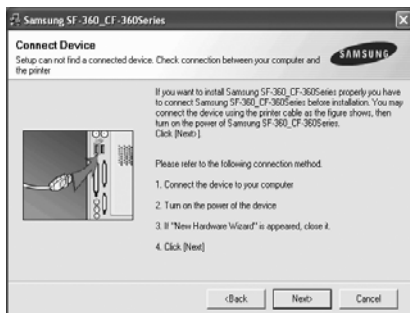 Samsung SF-360_CF-360Series
Connect Device
Setup can not find a connected device. Check connection between your computer and
the printer
SAMSUNG
If you want to install Samsung SF-360_CF-360Series properly you have
to connect Samsung SF-360_CF-360Series before installation. You may
connect the device using the printer cable as the figure shows, then
turn on the power of Samsung SF-360_CF-360Series.
Click [Next>].
Please refer to the following connection method.
1. Connect the device to your computer
2. Turn on the power of the device
3. If "New Hardware Wizard" is appeared, close it.
4. Click [Next]
<Back
Next>
Cancel